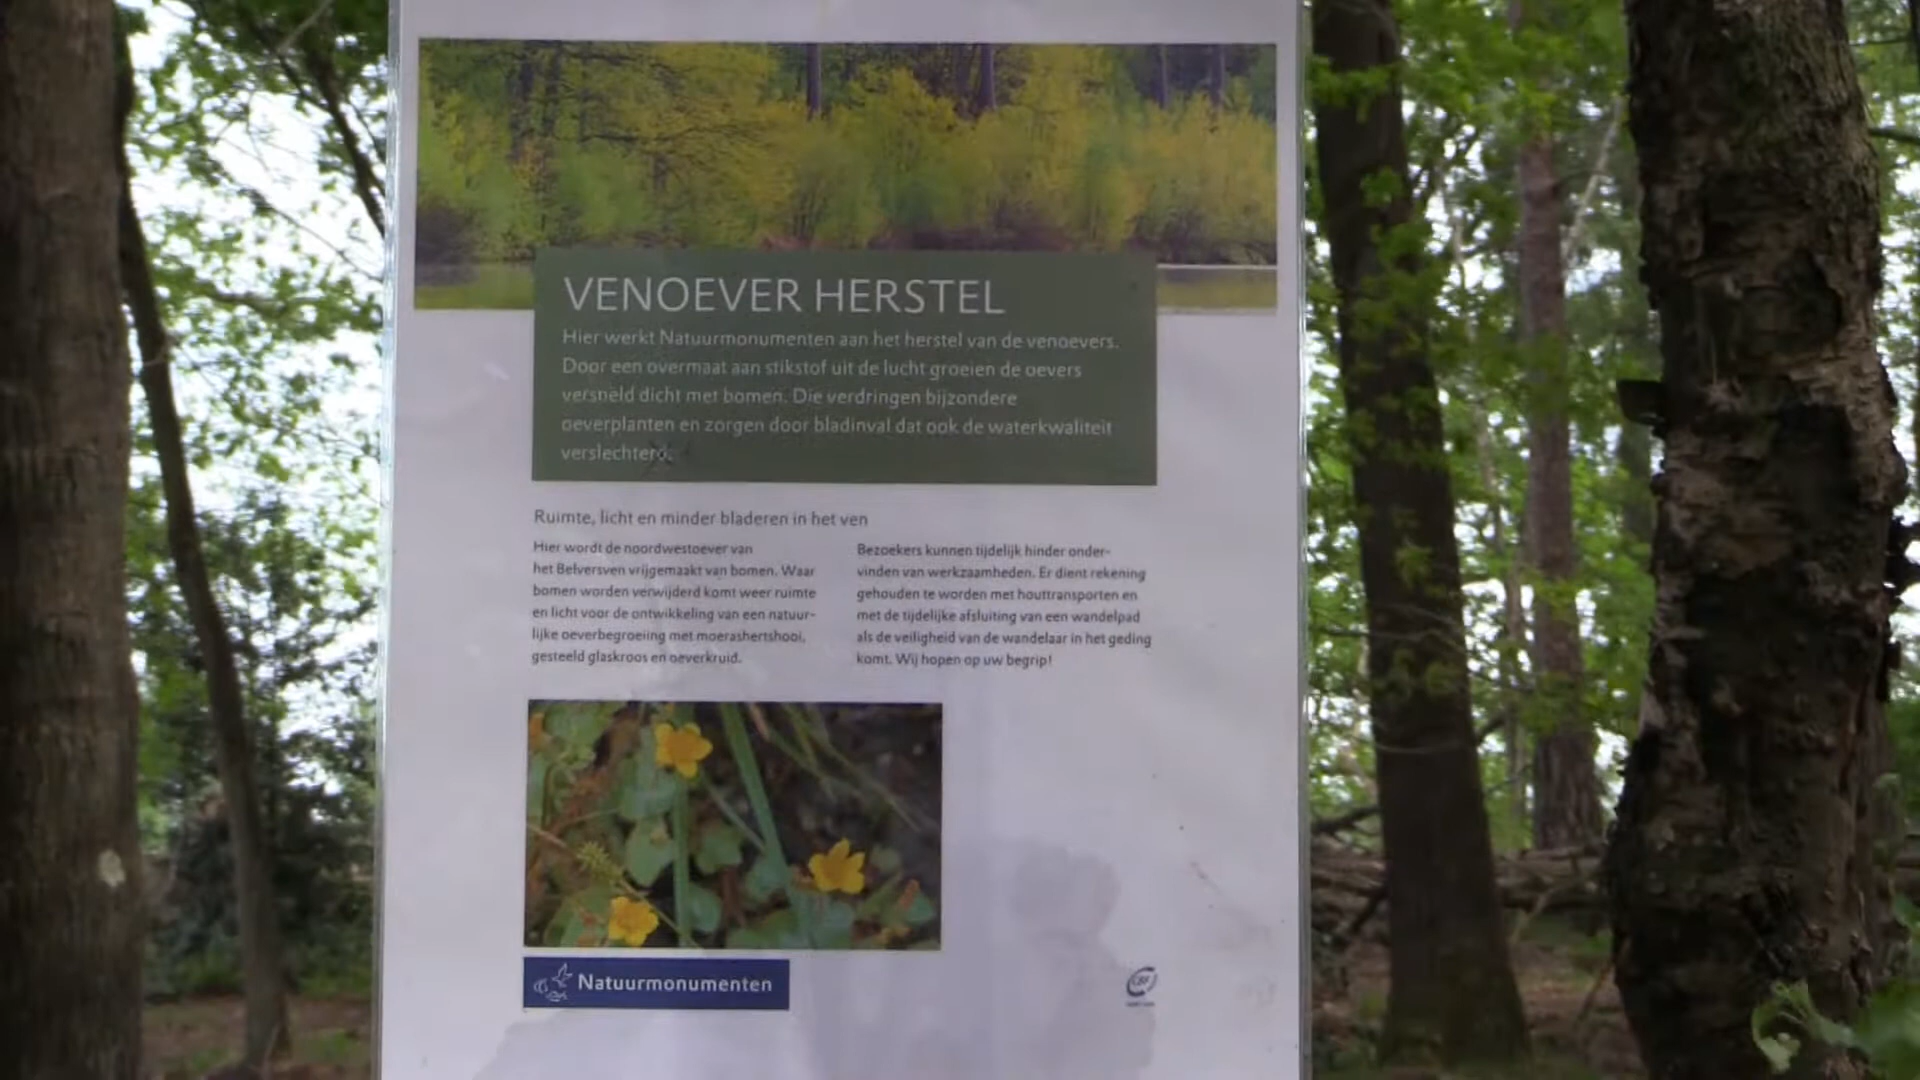 VENOEVER HERSTEL
Hier werkt Natuurmonumenten aan het herstel van de venoevers.
Door een overmaat aan stikstof uit de lucht groeien de oevers
versneld dicht met bomen. Die verdringen bijzondere
oeverplanten en zorgen door bladinval dat ook de waterkwaliteit
verslechterd.
Ruimte, licht en minder bladeren in het ven
Hier wordt de noordwestoever van
het Belversven vrijgemaakt van bomen. Waar
bomen worden verwijderd komt weer ruimte
en licht voor de ontwikkeling van een natuur-
lijke oeverbegroeiing met moerashertshooi,
gesteeld glaskroos en oeverkruid.
Bezoekers kunnen tijdelijk hinder onder-
vinden van werkzaamheden. Er dient rekening
gehouden te worden met houttransporten en
met de tijdelijke afsluiting van een wandelpad
als de veiligheid van de wandelaar in het geding
komt. Wij hopen op uw begrip!
Natuurmonumenten
CBF